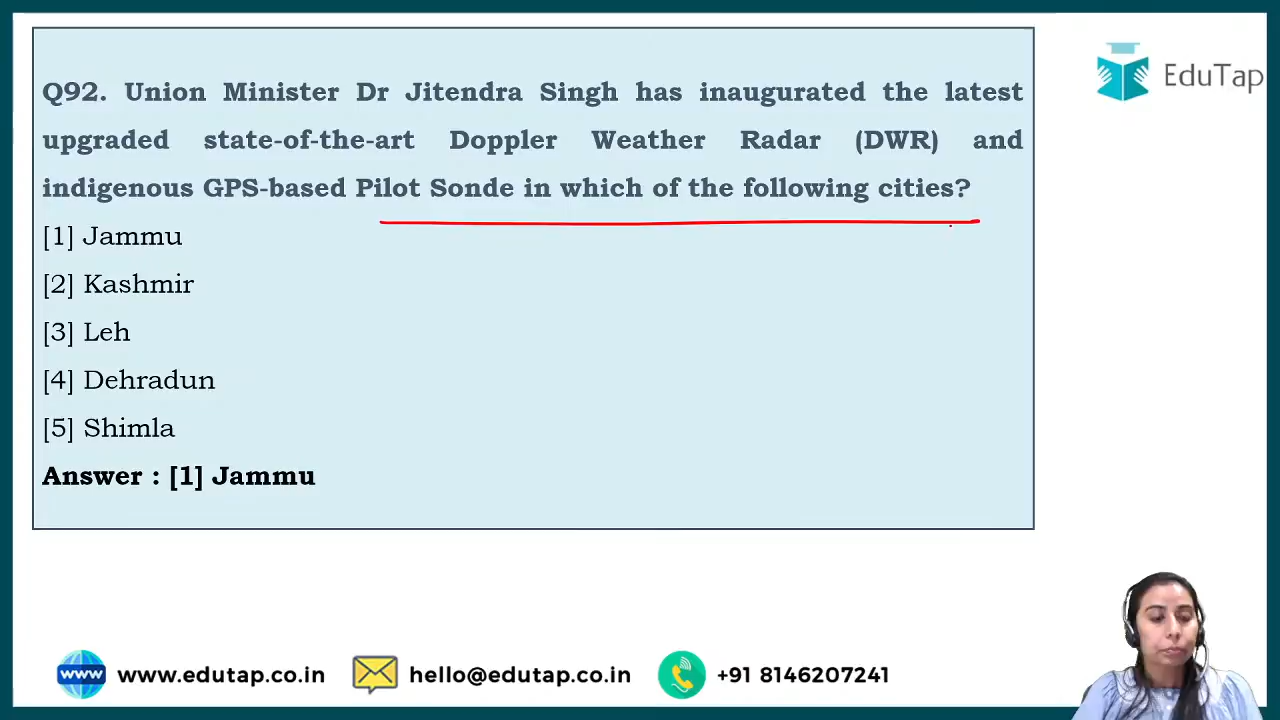 EduTap
Q92. Union Minister Dr Jitendra Singh has inaugurated the latest
upgraded state-of-the-art Doppler Weather Radar (DWR) and
indigenous GPS-based Pilot Sonde in which of the following cities?
[1] Jammu
[2] Kashmir
[3] Leh
[4] Dehradun
[5] Shimla
Answer : [1] Jammu
www www.edutap.co.in hello@edutap.co.in +91 8146207241